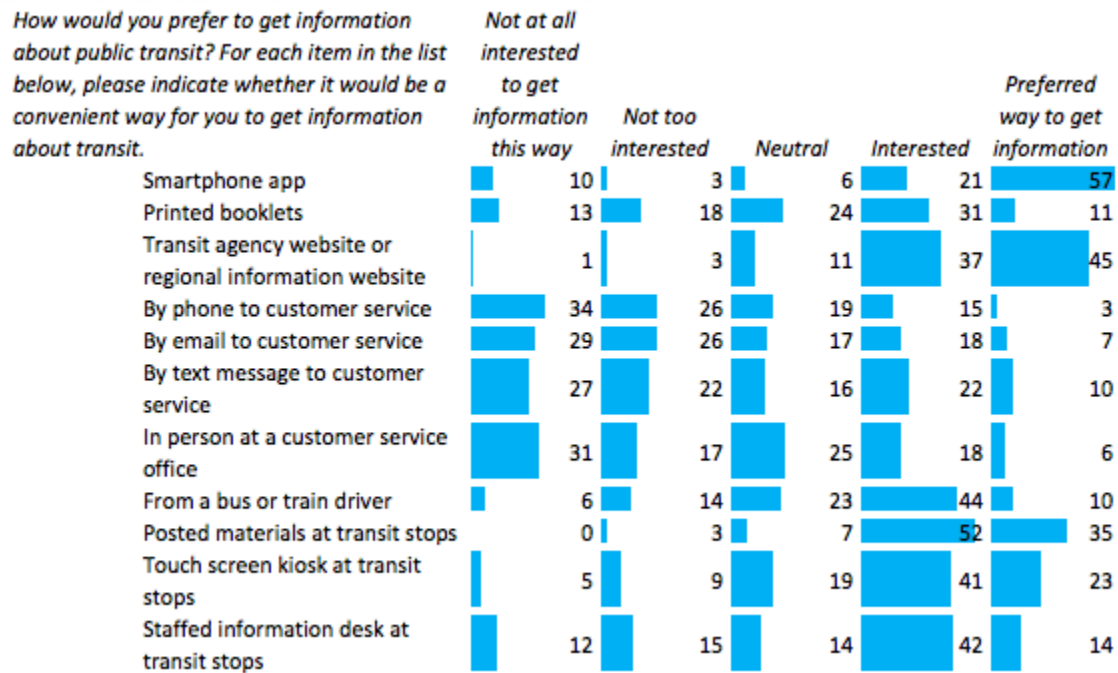 How would you prefer to get information
about public transit? For each item in the list
below, please indicate whether it would be a
convenient way for you to get information
about transit.
Not at all
interested
to get
information
this way
Not too
interested
Neutral
Interested
Preferred
way to get
information
Smartphone app 10 3 6 21 57
Printed booklets 13 18 24 31 11
Transit agency website or
regional information website 1 3 11 37 45
By phone to customer service 34 26 19 15 3
By email to customer service 29 26 17 18 7
By text message to customer
service 27 22 16 22 10
In person at a customer service
office 31 17 25 18 6
From a bus or train driver 6 14 23 44 10
Posted materials at transit stops 0 3 7 52 35
Touch screen kiosk at transit
stops 5 9 19 41 23
Staffed information desk at
transit stops 12 15 14 42 14